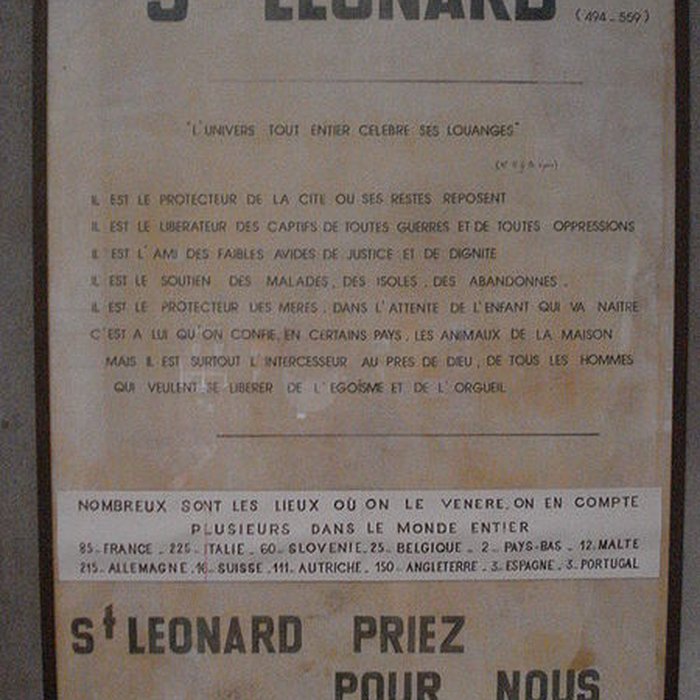 St LEONARD (494-559)
"L'UNIVERS TOUT ENTIER CELEBRE SES LOUANGES"
IL EST LE PROTECTEUR DE LA CITE OU SES RESTES REPOSENT
IL EST LE LIBERATEUR DES CAPTIFS DE TOUTES GUERRES ET DE TOUTES OPPRESSIONS
IL EST L'AMI DES FAIBLES AVIDES DE JUSTICE ET DE DIGNITE
IL EST LE SOUTIEN DES MALADES, DES ISOLES, DES ABANDONNES.
IL EST LE PROTECTEUR DES MERES, DANS L'ATTENTE DE L'ENFANT QUI VA NAITRE
C'EST A LUI QU'ON CONFIE, EN CERTAINS PAYS, LES ANIMAUX DE LA MAISON
MAIS IL EST SURTOUT L'INTERCESSEUR AU PRES DE DIEU, DE TOUS LES HOMMES
QUI VEULENT SE LIBERER DE L'EGOÏSME ET DE L'ORGUEIL
NOMBREUX SONT LES LIEUX OÙ ON LE VENERE, ON EN COMPTE
PLUSIEURS DANS LE MONDE ENTIER
85-FRANCE - 225-ITALIE - 60-SLOVENIE. 25-BELGIQUE - 2-PAYS-BAS - 12. MALTE
215-ALLEMAGNE. 16-SUISSE. 111-AUTRICHE - 150-ANGLETERRE - 3-ESPAGNE - 3-PORTUGAL
St LEONARD PRIEZ
POUR NOUS